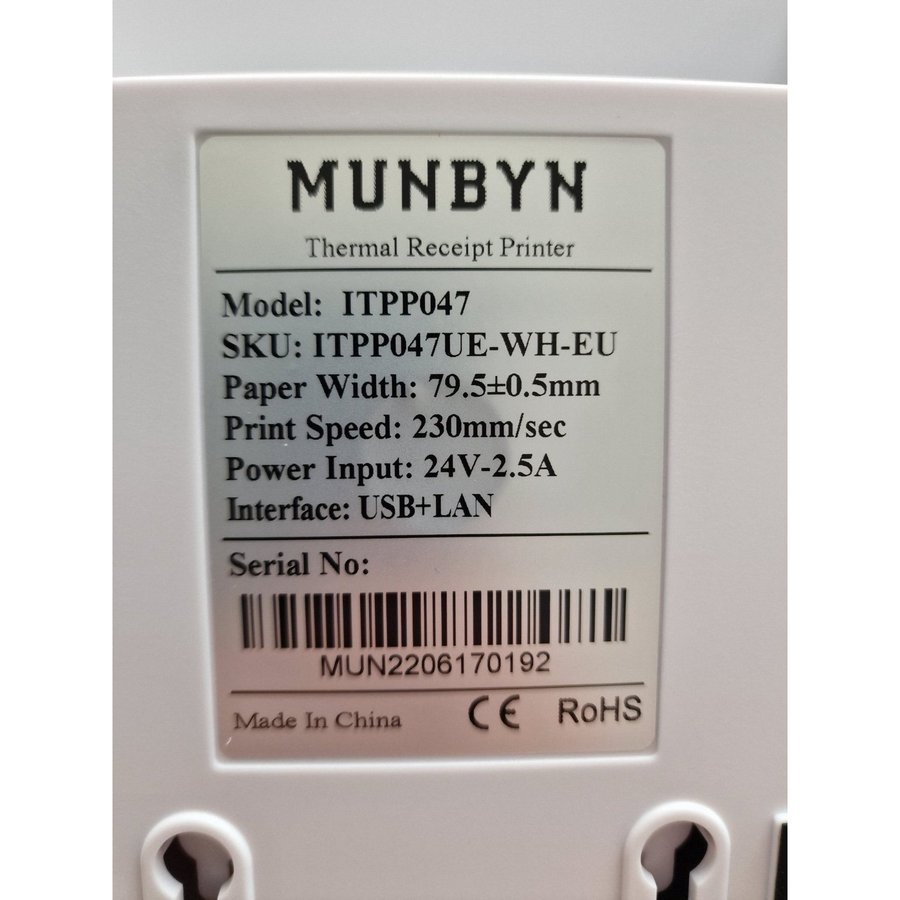 MUNBYN
Thermal Receipt Printer
Model: ITPP047
SKU: ITPP047UE-WH-EU
Paper Width: 79.5±0.5mm
Print Speed: 230mm/sec
Power Input: 24V-2.5A
Interface: USB+LAN
Serial No:
MUN2206170192
Made In China CE RoHS